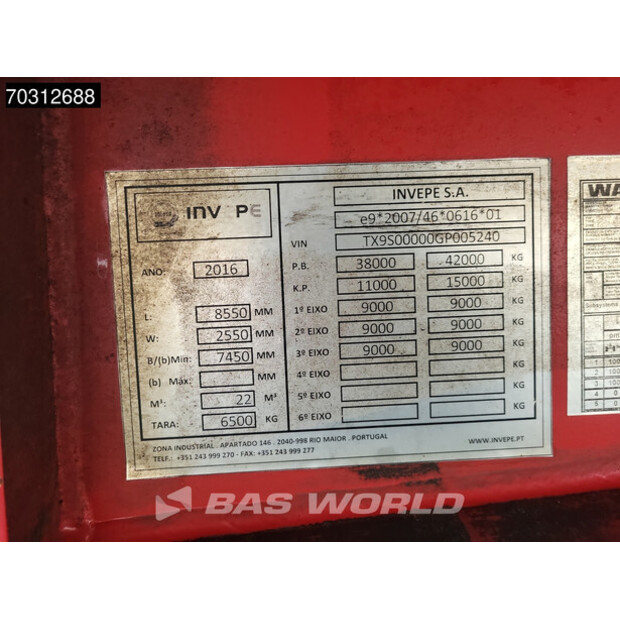 70312688
INV PE
ANO: 2016
L: 8550 MM
W: 2550 MM
B/(b)Min: 7450 MM
(b) Máx: MM
M³: 22 M³
TARA: 6500 KG
INVEPE S.A.
e9*2007/46*0616*01
VIN TX9S00000GP005240
P.B. 38000 42000 KG
K.P. 11000 15000 KG
1º EIXO 9000 9000 KG
2º EIXO 9000 9000 KG
3º EIXO 9000 9000 KG
4º EIXO KG
5º EIXO KG
6º EIXO KG
ZONA INDUSTRIAL . APARTADO 146 . 2040-998 RIO MAIOR . PORTUGAL
TELF.: +351 243 999 270 - FAX: +351 243 999 277
WWW.INVEPE.PT
WA
BAS WORLD